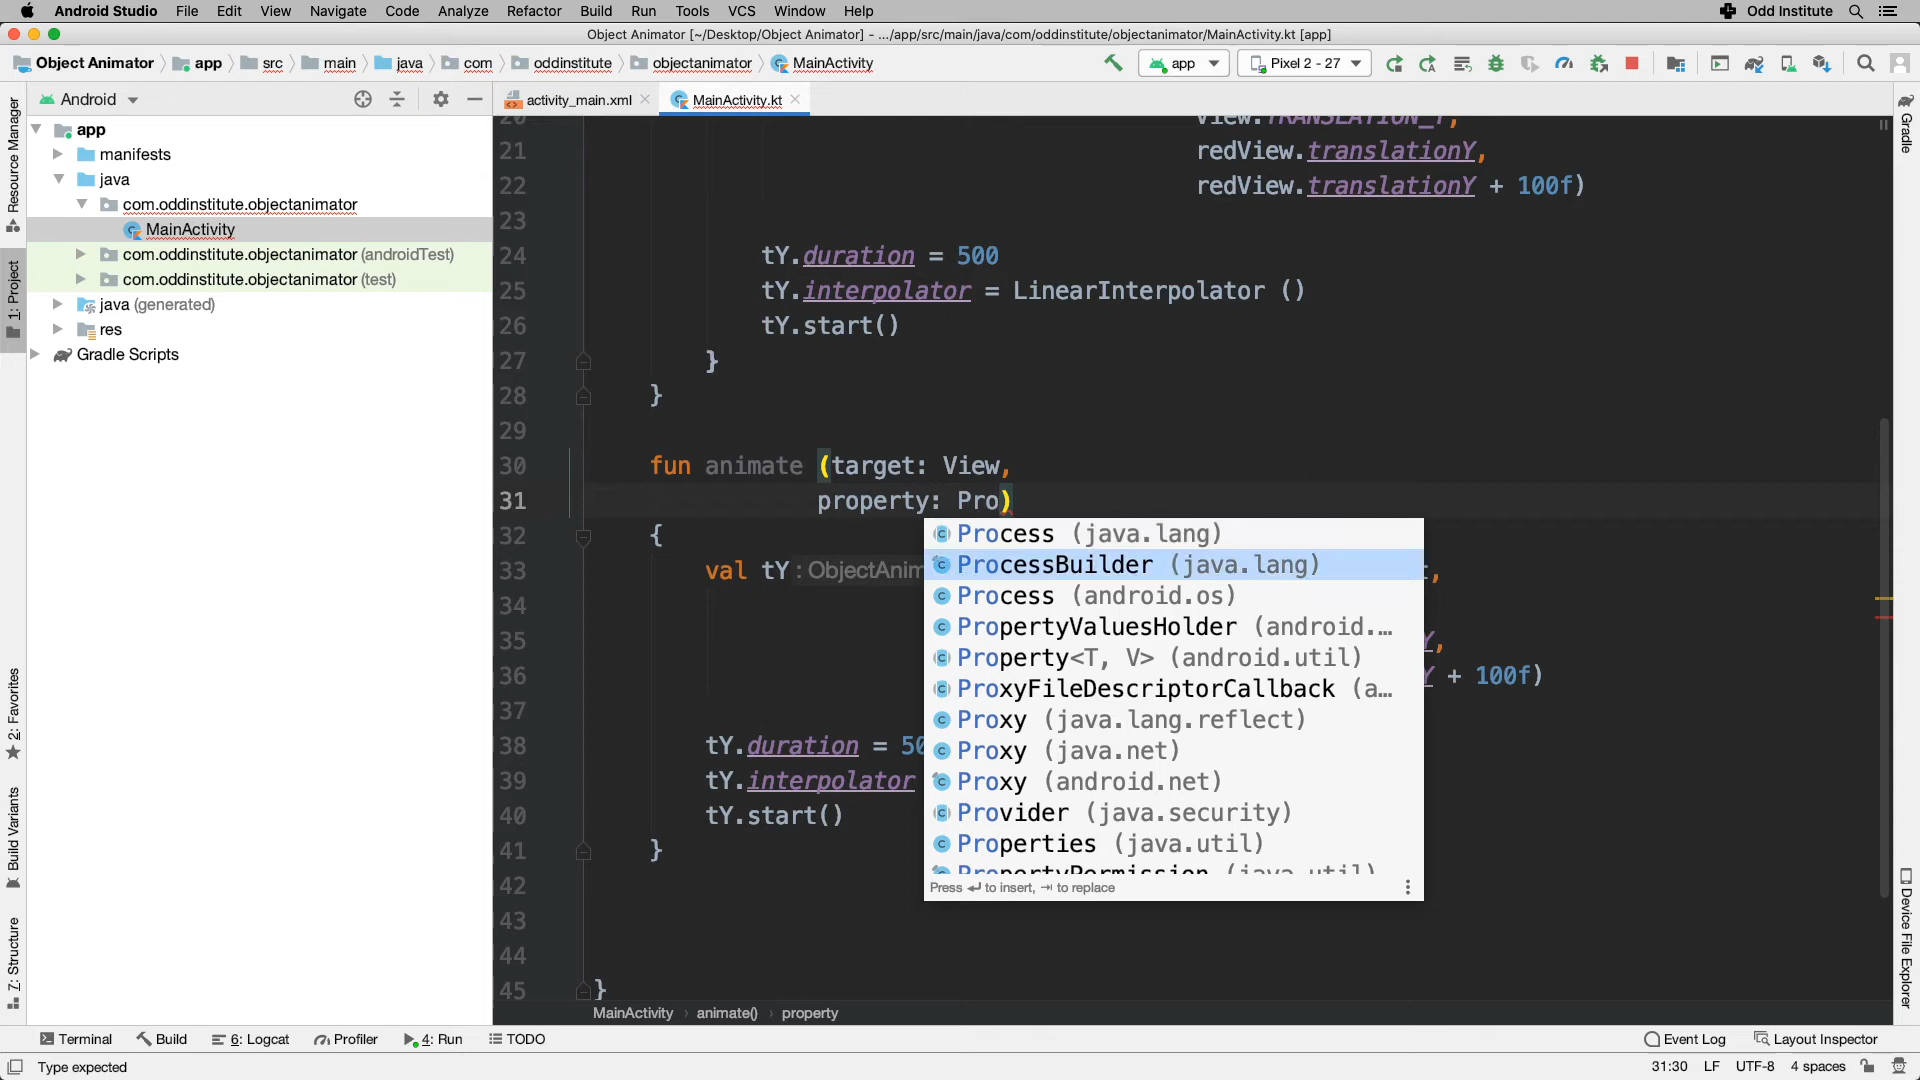 Android Studio File Edit View Navigate Code Analyze Refactor Build Run Tools VCS Window Help Odd Institute
Object Animator [~/Desktop/Object Animator] - .../app/src/main/java/com/oddinstitute/objectanimator/MainActivity.kt [app]
Object Animator app src main java com oddinstitute objectanimator MainActivity app Pixel 2 - 27
Android
activity_main.xml
MainActivity.kt
app
manifests
java
com.oddinstitute.objectanimator
MainActivity
com.oddinstitute.objectanimator (androidTest)
com.oddinstitute.objectanimator (test)
java (generated)
res
Gradle Scripts
Resource Manager
1: Project
2: Favorites
Build Variants
7: Structure
20 View.TRANSLATION_Y,
21 redView.translationY,
22 redView.translationY + 100f)
23
24 tY.duration = 500
25 tY.interpolator = LinearInterpolator ()
26 tY.start()
27 }
28 }
29
30 fun animate (target: View,
31 property: Pro)
32 {
33 val tY : ObjectAnim ,
34
35 Y,
36 Y + 100f)
37
38 tY.duration = 50
39 tY.interpolator
40 tY.start()
41 }
42
43
44
45 }
Process (java.lang)
ProcessBuilder (java.lang)
Process (android.os)
PropertyValuesHolder (android....
Property<T, V> (android.util)
ProxyFileDescriptorCallback (a...
Proxy (java.lang.reflect)
Proxy (java.net)
Proxy (android.net)
Provider (java.security)
Properties (java.util)
PropertyPermission (java.util)
Press ↵ to insert, ⇥ to replace
MainActivity › animate() › property
Gradle
Device File Explorer
Terminal Build 6: Logcat Profiler 4: Run TODO Event Log Layout Inspector
Type expected 31:30 LF UTF-8 4 spaces